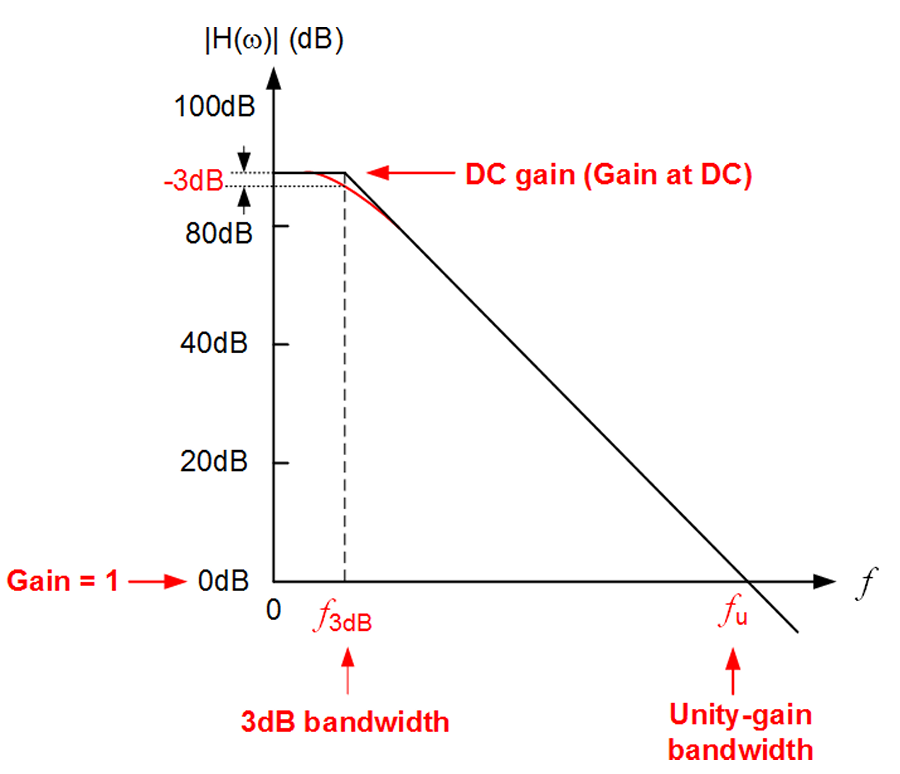 |H(ω)| (dB)
100dB
DC gain (Gain at DC)
-3dB
80dB
40dB
20dB
Gain = 1
0dB
f
0
f3dB
fu
3dB bandwidth
Unity-gain
bandwidth